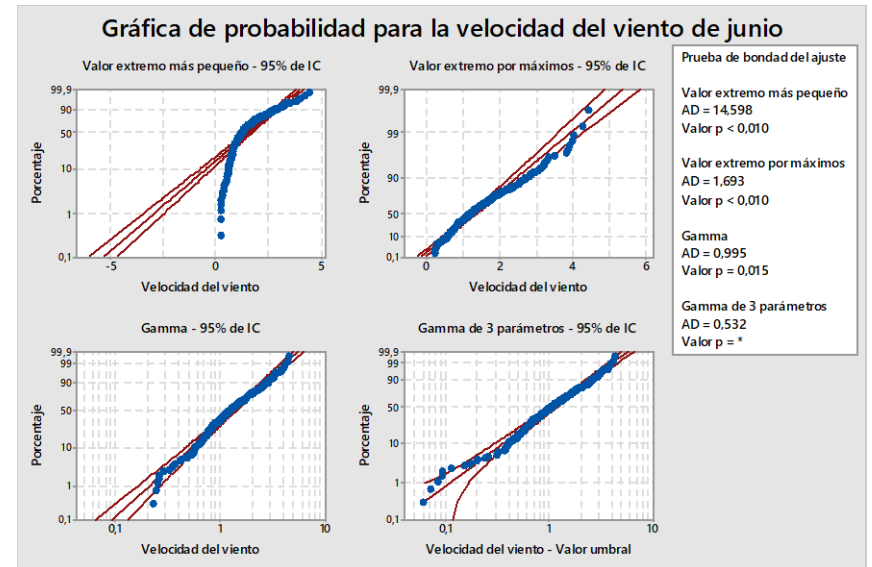 Gráfica de probabilidad para la velocidad del viento de junio
Valor extremo más pequeño - 95% de IC
99,9
90
50
10
1
0,1
Porcentaje
-5
0
5
Velocidad del viento
Valor extremo por máximos - 95% de IC
99,9
99
90
50
10
0,1
Porcentaje
0
2
4
6
Velocidad del viento
Prueba de bondad del ajuste
Valor extremo más pequeño
AD = 14,598
Valor p < 0,010
Valor extremo por máximos
AD = 1,693
Valor p < 0,010
Gamma
AD = 0,995
Valor p = 0,015
Gamma de 3 parámetros
AD = 0,532
Valor p = *
Gamma - 95% de IC
99,9
99
90
50
10
1
0,1
Porcentaje
0,1
1
10
Velocidad del viento
Gamma de 3 parámetros - 95% de IC
99,9
99
90
50
10
1
0,1
Porcentaje
0,1
1
10
Velocidad del viento - Valor umbral